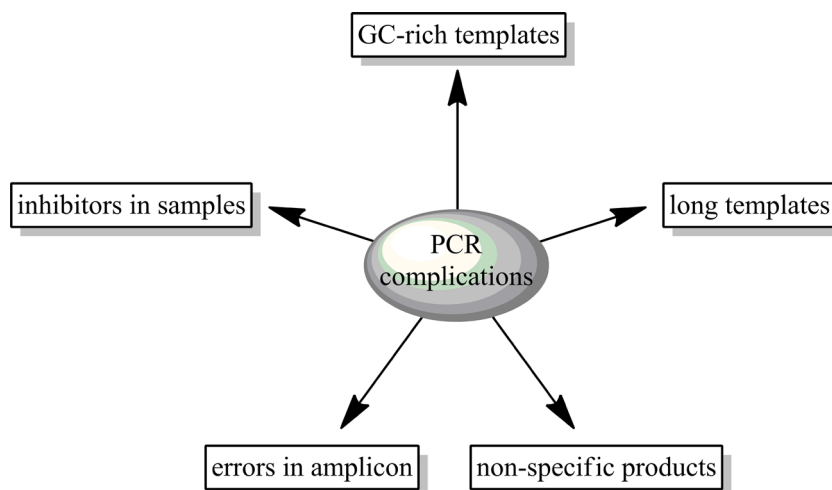 GC-rich templates
inhibitors in samples
long templates
PCR
complications
errors in amplicon
non-specific products